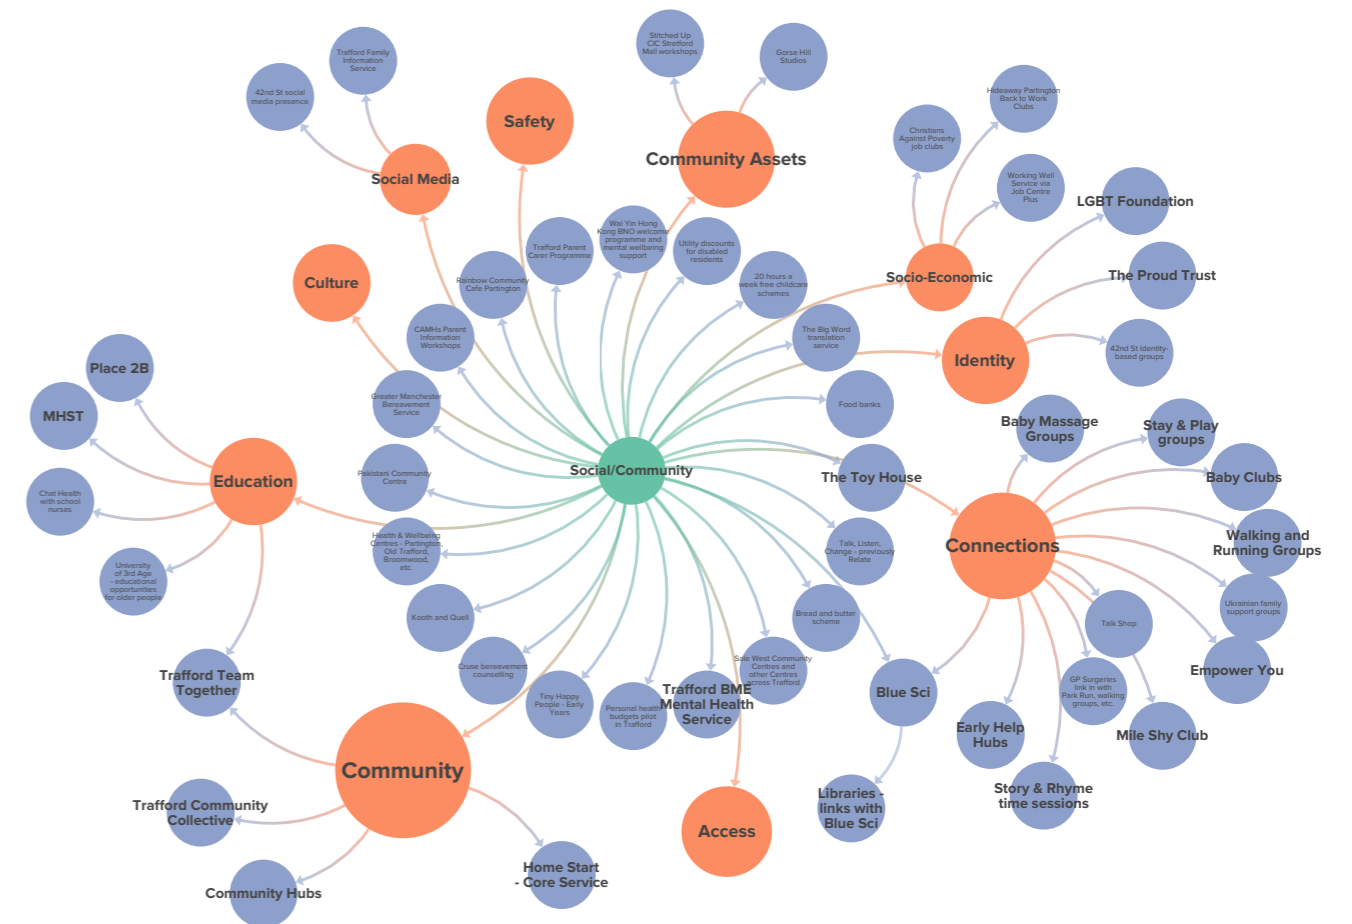 Stitched Up
CIC Stretford
Mall workshops
Gorse Hill
Studios
Trafford Family
Information
Service
42nd St social
media presence
Safety
Community Assets
Social Media
Hideaway Partington
Back to Work
Clubs
Christians
Against Poverty
job clubs
Working Well
Service via
Job Centre
Plus
LGBT Foundation
The Proud Trust
Socio-Economic
42nd St Identity-
based groups
Identity
Culture
Rainbow Community
Cafe Partington
Trafford Parent
Carer Programme
Wai Yin Hong
Kong BNO welcome
programme and
mental wellbeing
support
Utility discounts
for disabled
residents
20 hours a
week free childcare
schemes
CAMHs Parent
Information
Workshops
The Big Word
translation
service
Greater Manchester
Bereavement
Service
Food banks
Place 2B
MHST
Education
Chat Health
with school
nurses
University
of 3rd Age
- educational
opportunities
for older people
Pakistani Community
Centre
Social/Community
The Toy House
Baby Massage
Groups
Stay & Play
groups
Baby Clubs
Walking and
Running Groups
Connections
Health & Wellbeing
Centres - Partington,
Old Trafford,
Broomwood,
etc.
Talk, Listen,
Change - previously
Relate
Kooth and Quell
Bread and butter
scheme
Ukrainian family
support groups
Talk Shop
Empower You
Cruse bereavement
counselling
Tiny Happy
People - Early
Years
Personal health
budgets pilot
in Trafford
Trafford BME
Mental Health
Service
Sale West Community
Centres and
other Centres
across Trafford
Blue Sci
GP Surgeries
link in with
Park Run, walking
groups, etc.
Mile Shy Club
Early Help
Hubs
Story & Rhyme
time sessions
Libraries -
links with
Blue Sci
Access
Trafford Team
Together
Community
Trafford Community
Collective
Community Hubs
Home Start
- Core Service